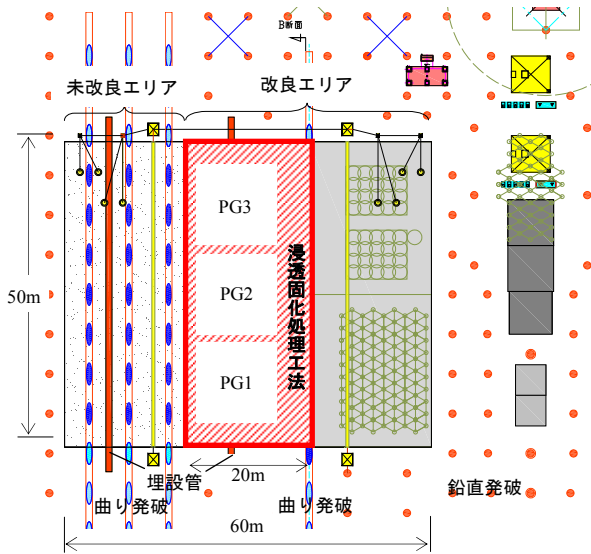 B断面
未改良エリア
改良エリア
PG3
浸透固化処理工法
50m
PG2
PG1
埋設管
20m
鉛直発破
曲り発破
曲り発破
60m